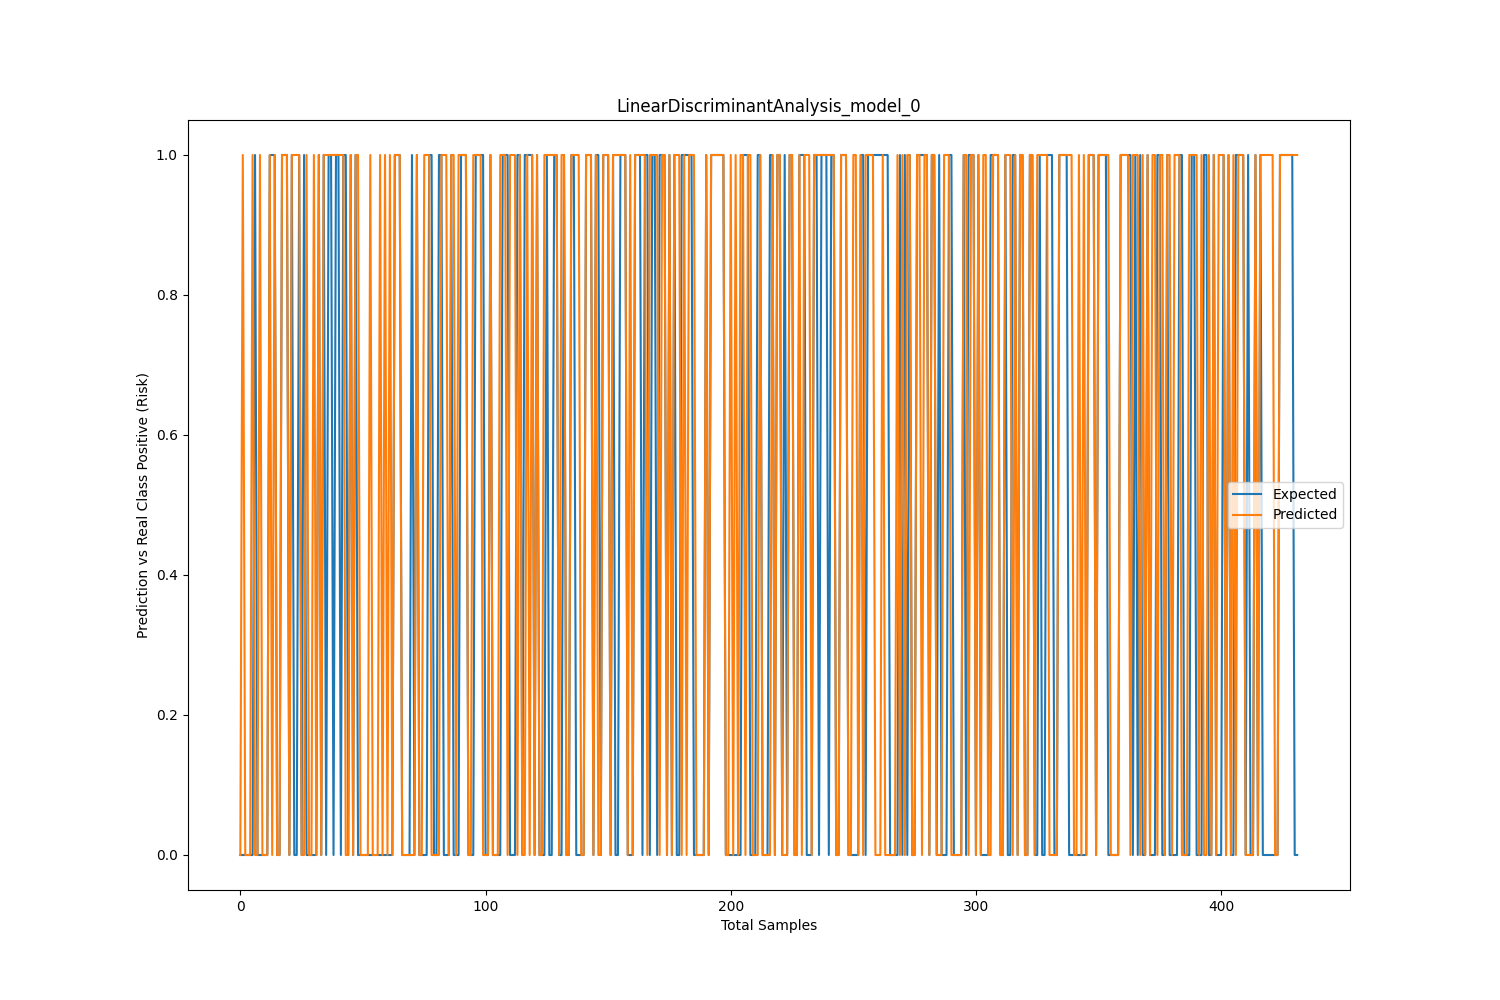 LinearDiscriminantAnalysis_model_0
Prediction vs Real Class Positive (Risk)
1.0
0.8
0.6
0.4
0.2
0.0
Expected
Predicted
0
100
200
300
400
Total Samples